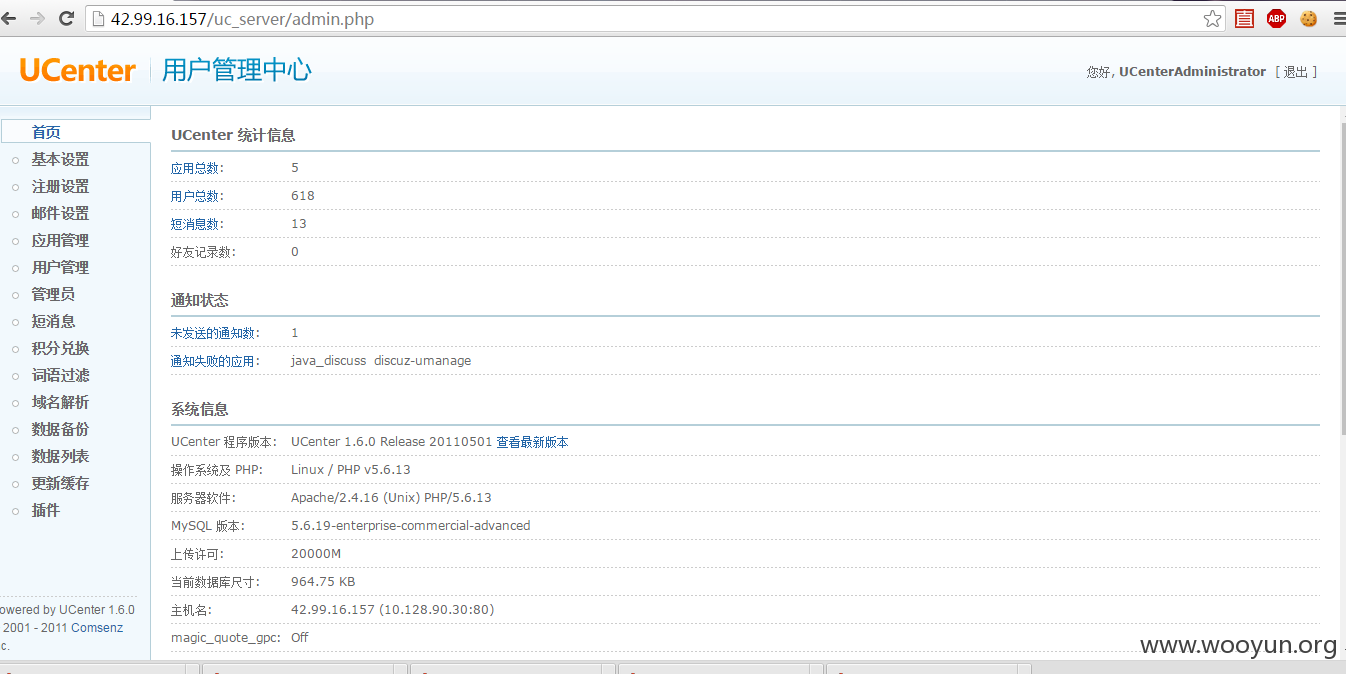 42.99.16.157/uc_server/admin.php
ABP
UCenter 用户管理中心
您好, UCenterAdministrator [ 退出 ]
首页
基本设置
注册设置
邮件设置
应用管理
用户管理
管理员
短消息
积分兑换
词语过滤
域名解析
数据备份
数据列表
更新缓存
插件
owered by UCenter 1.6.0
2001 - 2011 Comsenz
c.
UCenter 统计信息
应用总数: 5
用户总数: 618
短消息数: 13
好友记录数: 0
通知状态
未发送的通知数: 1
通知失败的应用: java_discuss discuz-umanage
系统信息
UCenter 程序版本: UCenter 1.6.0 Release 20110501 查看最新版本
操作系统及 PHP: Linux / PHP v5.6.13
服务器软件: Apache/2.4.16 (Unix) PHP/5.6.13
MySQL 版本: 5.6.19-enterprise-commercial-advanced
上传许可: 20000M
当前数据库尺寸: 964.75 KB
主机名: 42.99.16.157 (10.128.90.30:80)
magic_quote_gpc: Off
www.wooyun.org